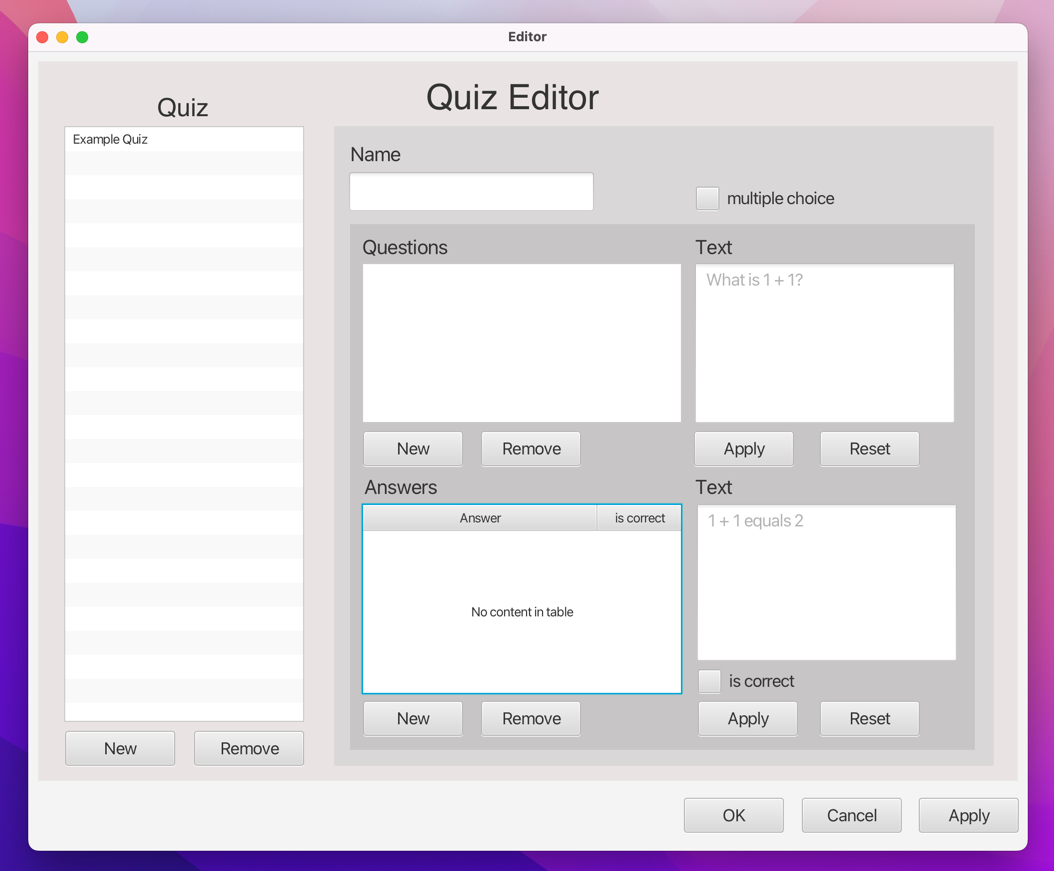 Editor
Quiz
Quiz Editor
Example Quiz
Name
multiple choice
Questions
Text
What is 1 + 1?
New
Remove
Apply
Reset
Answers
Text
Answer
is correct
1 + 1 equals 2
No content in table
is correct
New
Remove
Apply
Reset
New
Remove
OK
Cancel
Apply